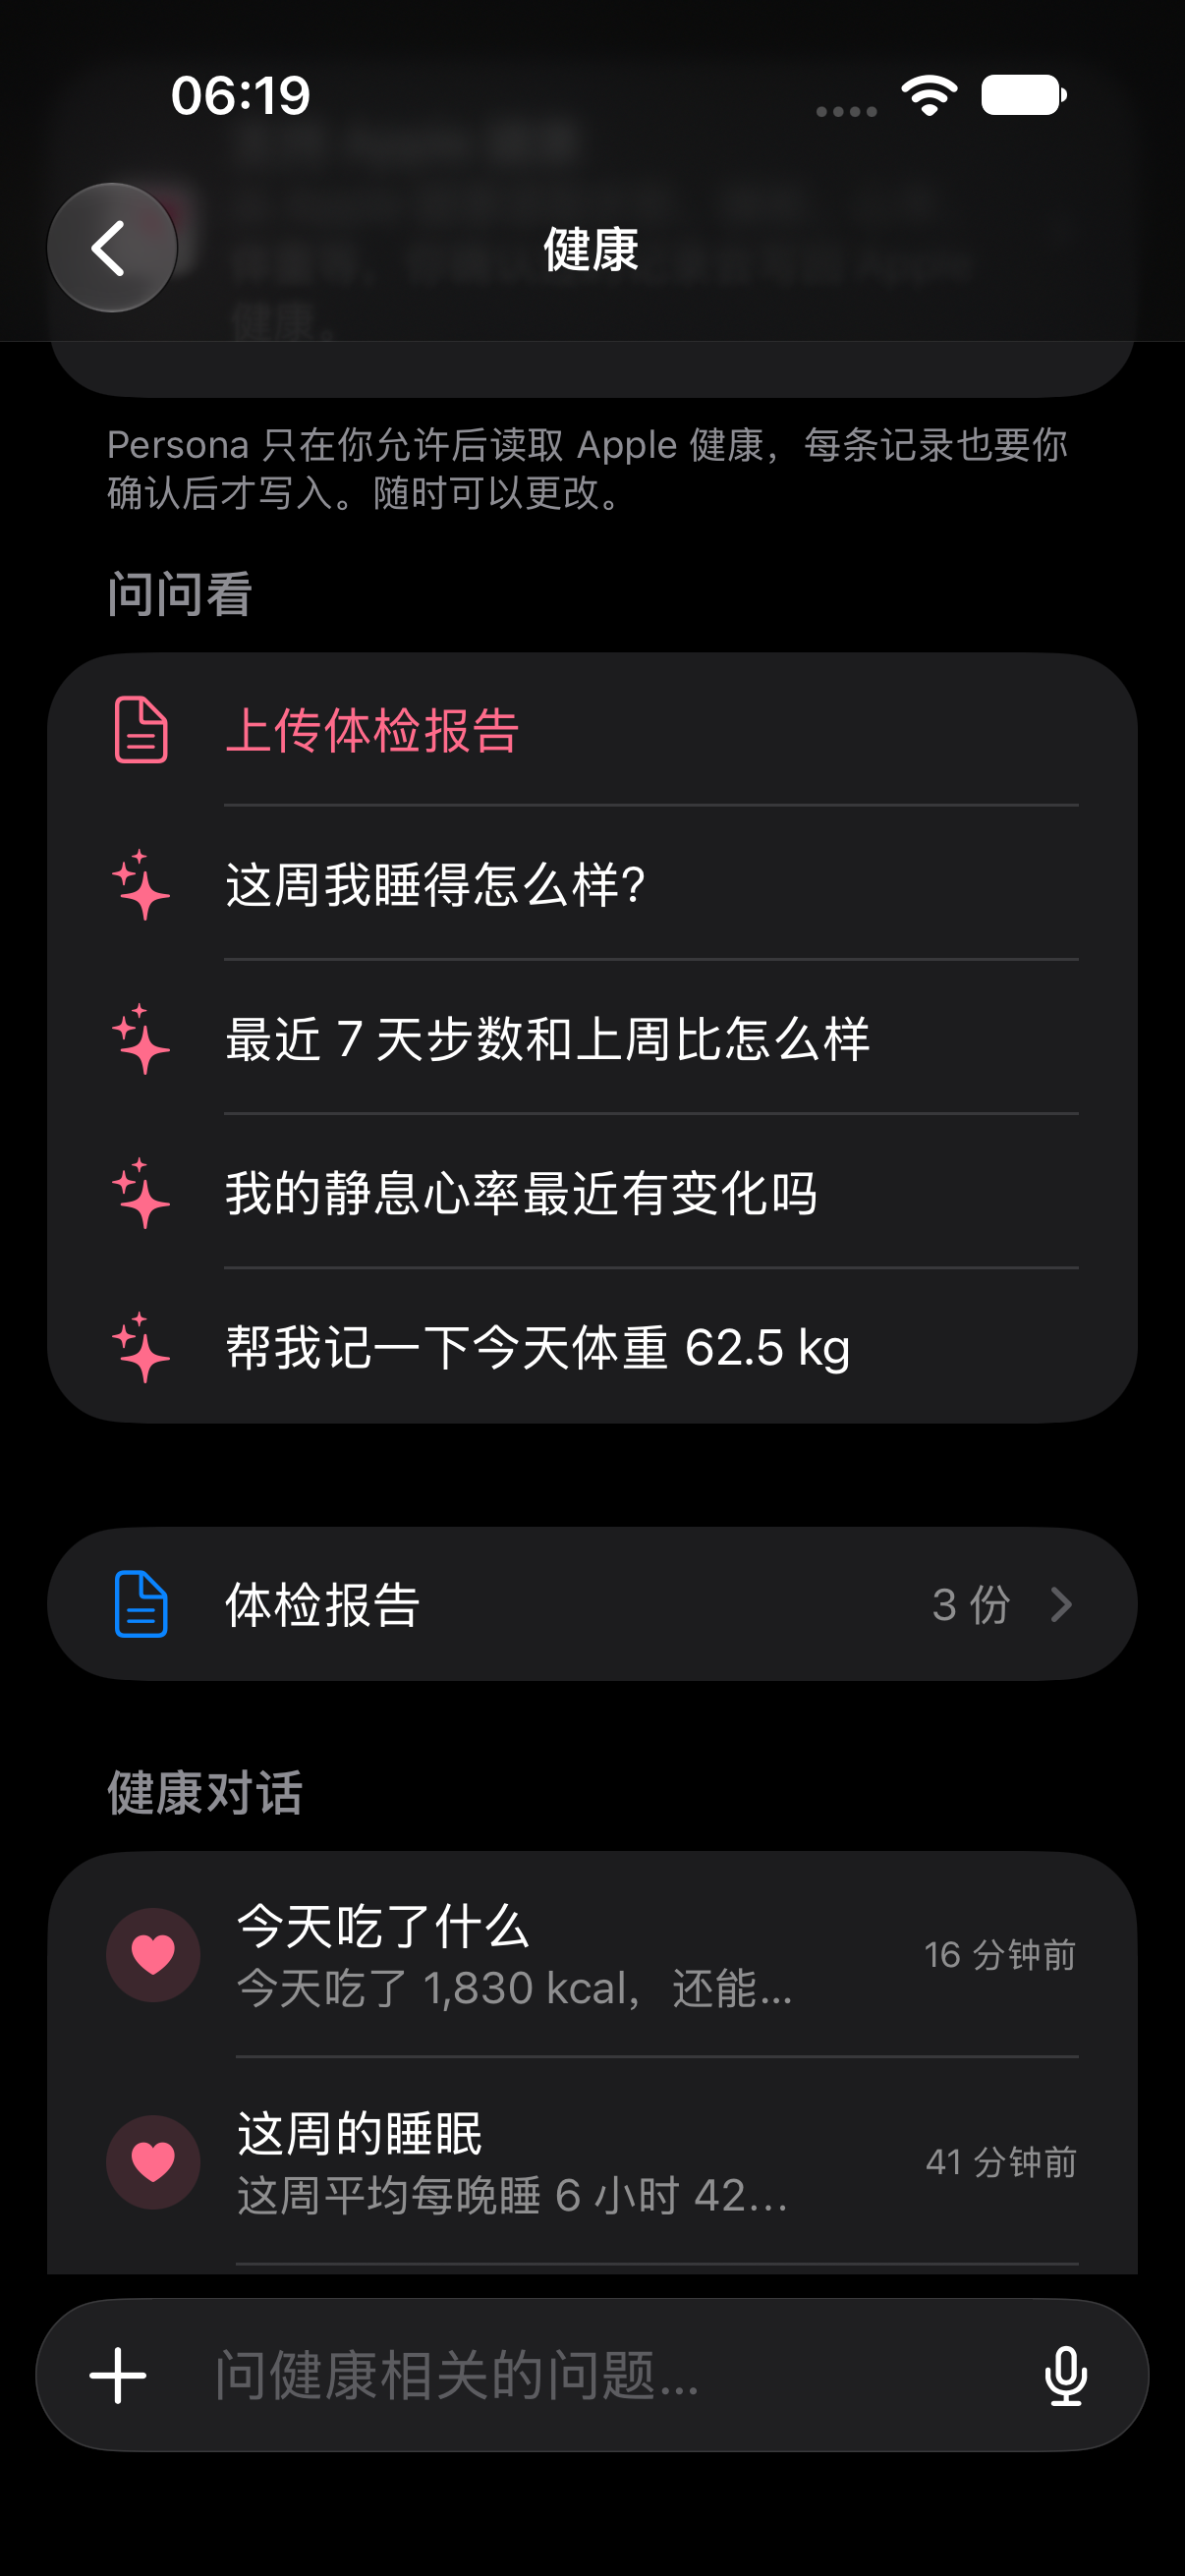 06:19
健康
健康。
Persona 只在你允许后读取 Apple 健康，每条记录也要你
确认后才写入。随时可以更改。
问问看
上传体检报告
这周我睡得怎么样?
最近 7 天步数和上周比怎么样
我的静息心率最近有变化吗
帮我记一下今天体重 62.5 kg
体检报告
3 份
健康对话
今天吃了什么
今天吃了 1,830 kcal，还能...
16 分钟前
这周的睡眠
这周平均每晚睡 6 小时 42...
41 分钟前
问健康相关的问题...